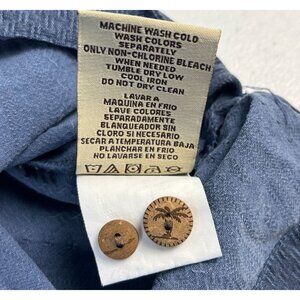 MACHINE WASH COLD
WASH COLORS
SEPARATELY
ONLY NON-CHLORINE BLEACH
WHEN NEEDED
TUMBLE DRY LOW
COOL IRON
DO NOT DRY CLEAN
LAVAR A
MAQUINA EN FRIO
LAVE COLORES
SEPARADAMENTE
BLANQUEADOR SIN
CLORO SI NECESARIO
SECAR A TEMPERATURA BAJA
PLANCHAR EN FRIO
NO LAVARSE EN SECO